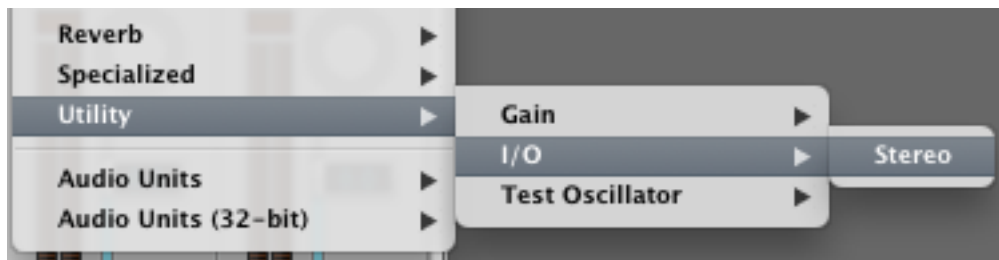 Reverb
Specialized
Utility
Gain
I/O
Stereo
Test Oscillator
Audio Units
Audio Units (32-bit)